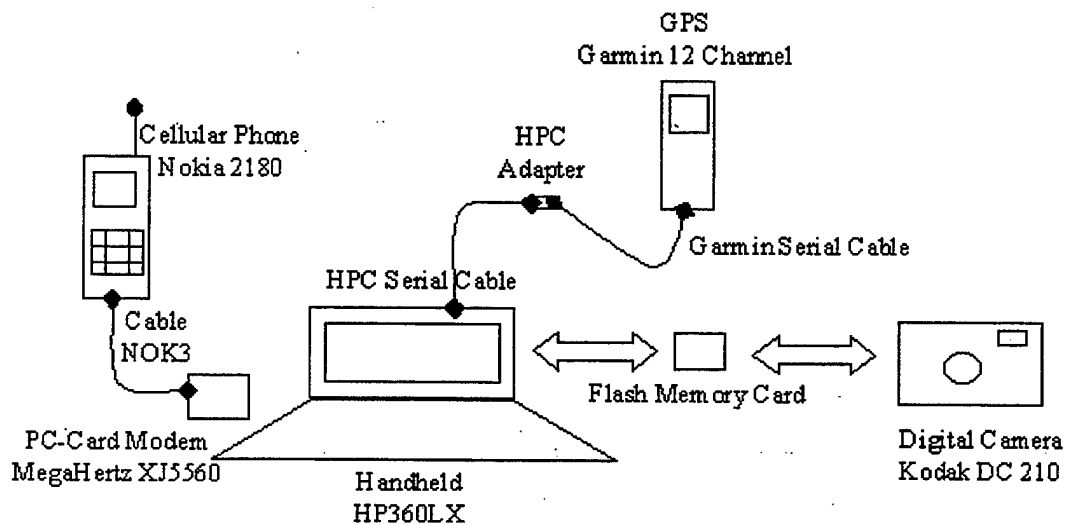 GPS
Garmin 12 Channel
Cellular Phone
Nokia 2180
HPC
Adapter
Garmin Serial Cable
HPC Serial Cable
Cable
NOK3
Flash Memory Card
PC-Card Modem
MegaHertz XJ5560
Digital Camera
Kodak DC 210
Handheld
HP360LX